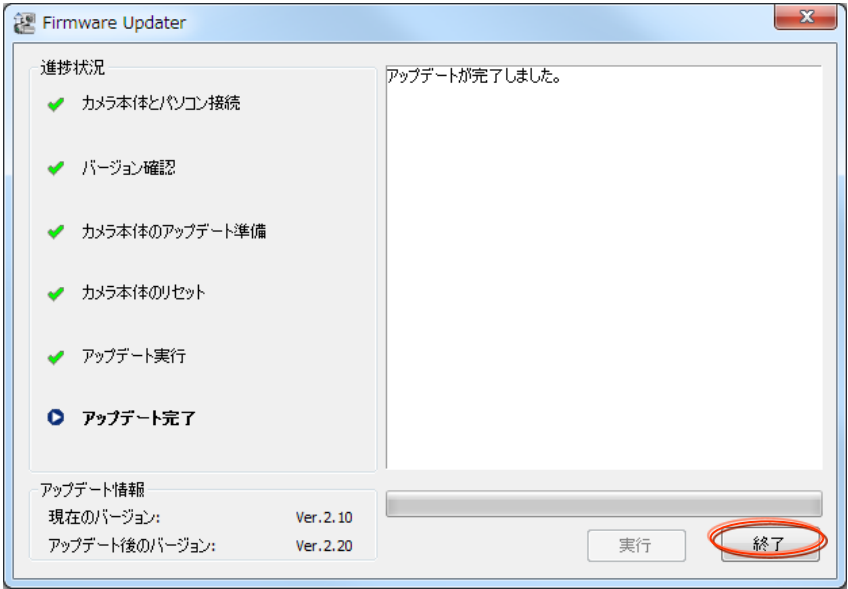 Firmware Updater
進捗状況
カメラ本体とパソコン接続
バージョン確認
カメラ本体のアップデート準備
カメラ本体のリセット
アップデート実行
アップデート完了
アップデートが完了しました。
アップデート情報
現在のバージョン: Ver.2.10
アップデート後のバージョン: Ver.2.20
実行
終了